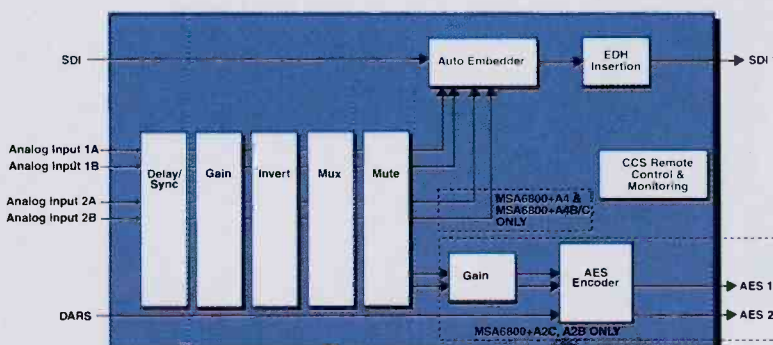 SDI
Auto Embedder
EDH
Insertion
SDI
Analog Input 1A
Analog Input 1B
Analog Input 2A
Analog Input 2B
Delay/
Sync
Gain
Invert
Mux
Mute
CCS Remote
Control &
Monitoring
MSA6800+A4 &
MSA6800+A4B/C
ONLY
Gain
AES
Encoder
AES 1
AES 2
DARS
MSA6800+A2C, A2B ONLY